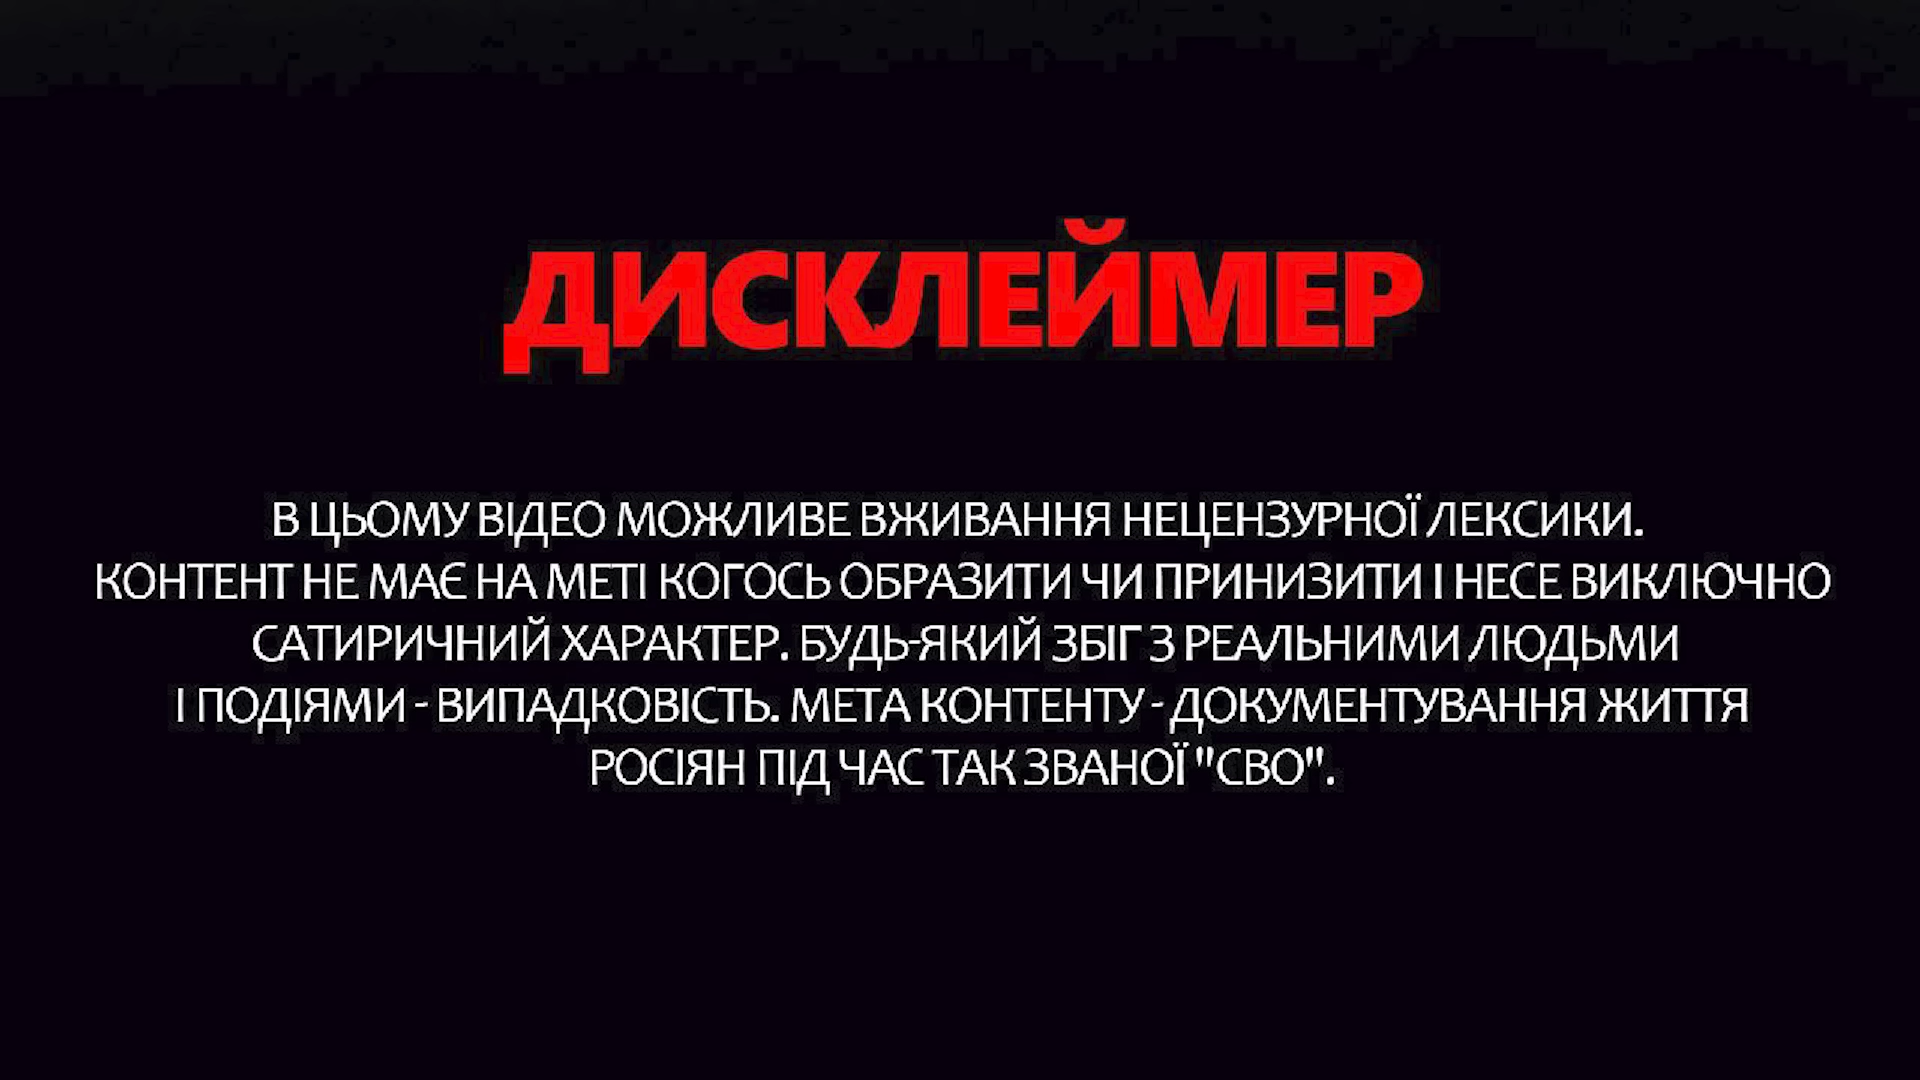 ДИСКЛЕЙМЕР
В ЦЬОМУ ВІДЕО МОЖЛИВЕ ВЖИВАННЯ НЕЦЕНЗУРНОЇ ЛЕКСИКИ.
КОНТЕНТ НЕ МАЄ НА МЕТІ КОГОСЬ ОБРАЗИТИ ЧИ ПРИНИЗИТИ І НЕСЕ ВИКЛЮЧНО
САТИРИЧНИЙ ХАРАКТЕР. БУДЬ-ЯКИЙ ЗБІГ З РЕАЛЬНИМИ ЛЮДЬМИ
І ПОДІЯМИ - ВИПАДКОВІСТЬ. МЕТА КОНТЕНТУ - ДОКУМЕНТУВАННЯ ЖИТТЯ
РОСІЯН ПІД ЧАС ТАК ЗВАНОЇ "СВО".